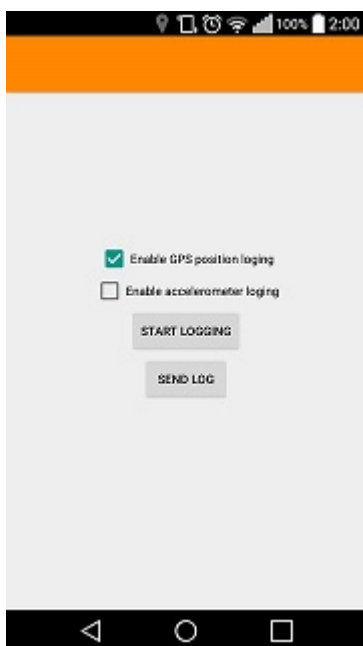 100% 2:00
Enable GPS position loging
Enable accelerometer loging
START LOGGING
SEND LOG